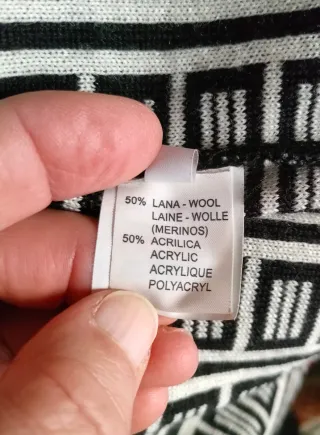 50% LANA - WOOL
LAINE - WOLLE
(MERINOS)
50% ACRILICA
ACRYLIC
ACRYLIQUE
POLYACRYL